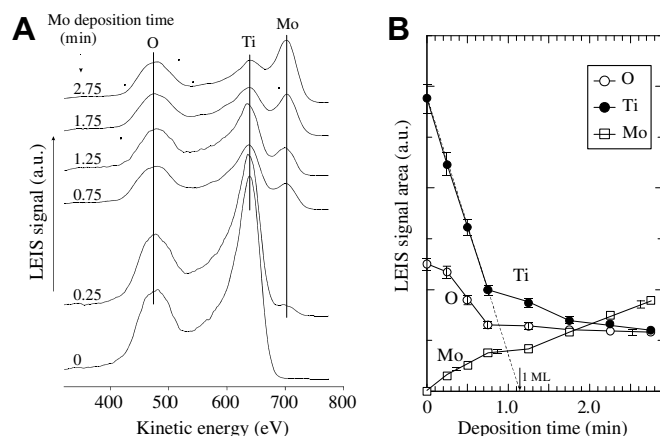 A
Mo deposition time
(min)
O
Ti
Mo
2.75
1.75
1.25
0.75
0.25
0
LEIS signal (a.u.)
400
500
600
700
800
Kinetic energy (eV)
B
O
Ti
Mo
Ti
O
Mo
1 ML
LEIS signal area (a.u.)
0
1.0
2.0
Deposition time (min)